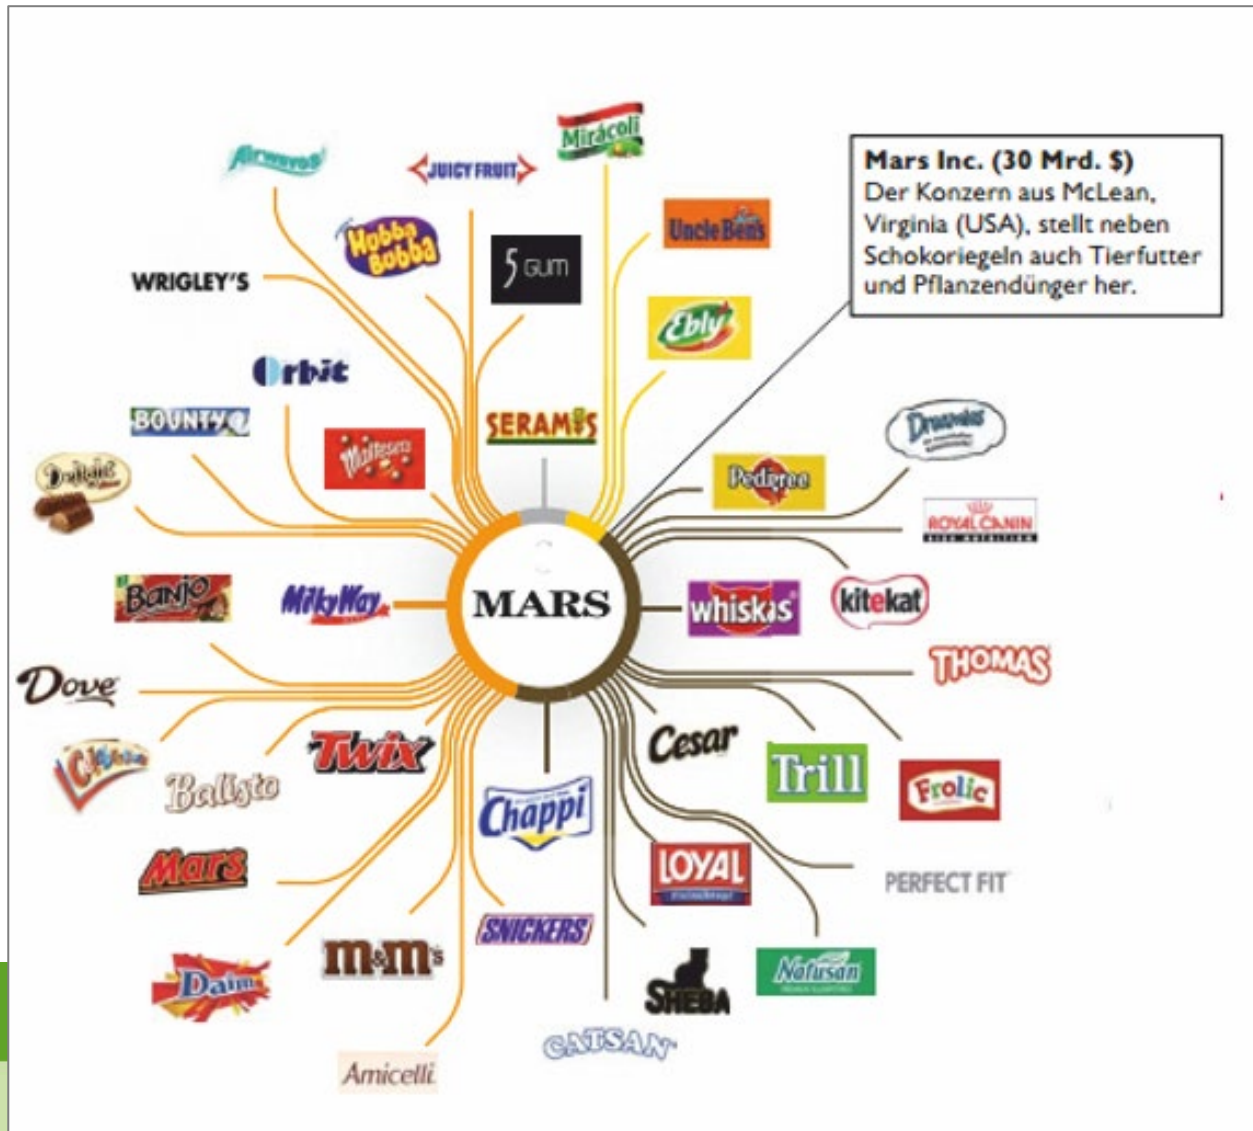 Mirácoli
Airwaves
JUICY FRUIT
Mars Inc. (30 Mrd. $)
Der Konzern aus McLean,
Virginia (USA), stellt neben
Schokoriegeln auch Tierfutter
und Pflanzendünger her.
Uncle Ben's
Hubba
Bubba
5 GUM
WRIGLEY'S
Ebly
Orbit
BOUNTY
SERAMIS
Dreamies
Maltesers
Pedigree
ROYAL CANIN
Banjo
MilkyWay
MARS
whiskas
kitekat
THOMAS
Dove
Cesar
Twix
Celebrations
Balisto
Chappi
Trill
Frolic
Mars
LOYAL
PERFECT FIT
SNICKERS
m&m's
Daim
Natusan
SHEBA
CATSAN
Amicelli